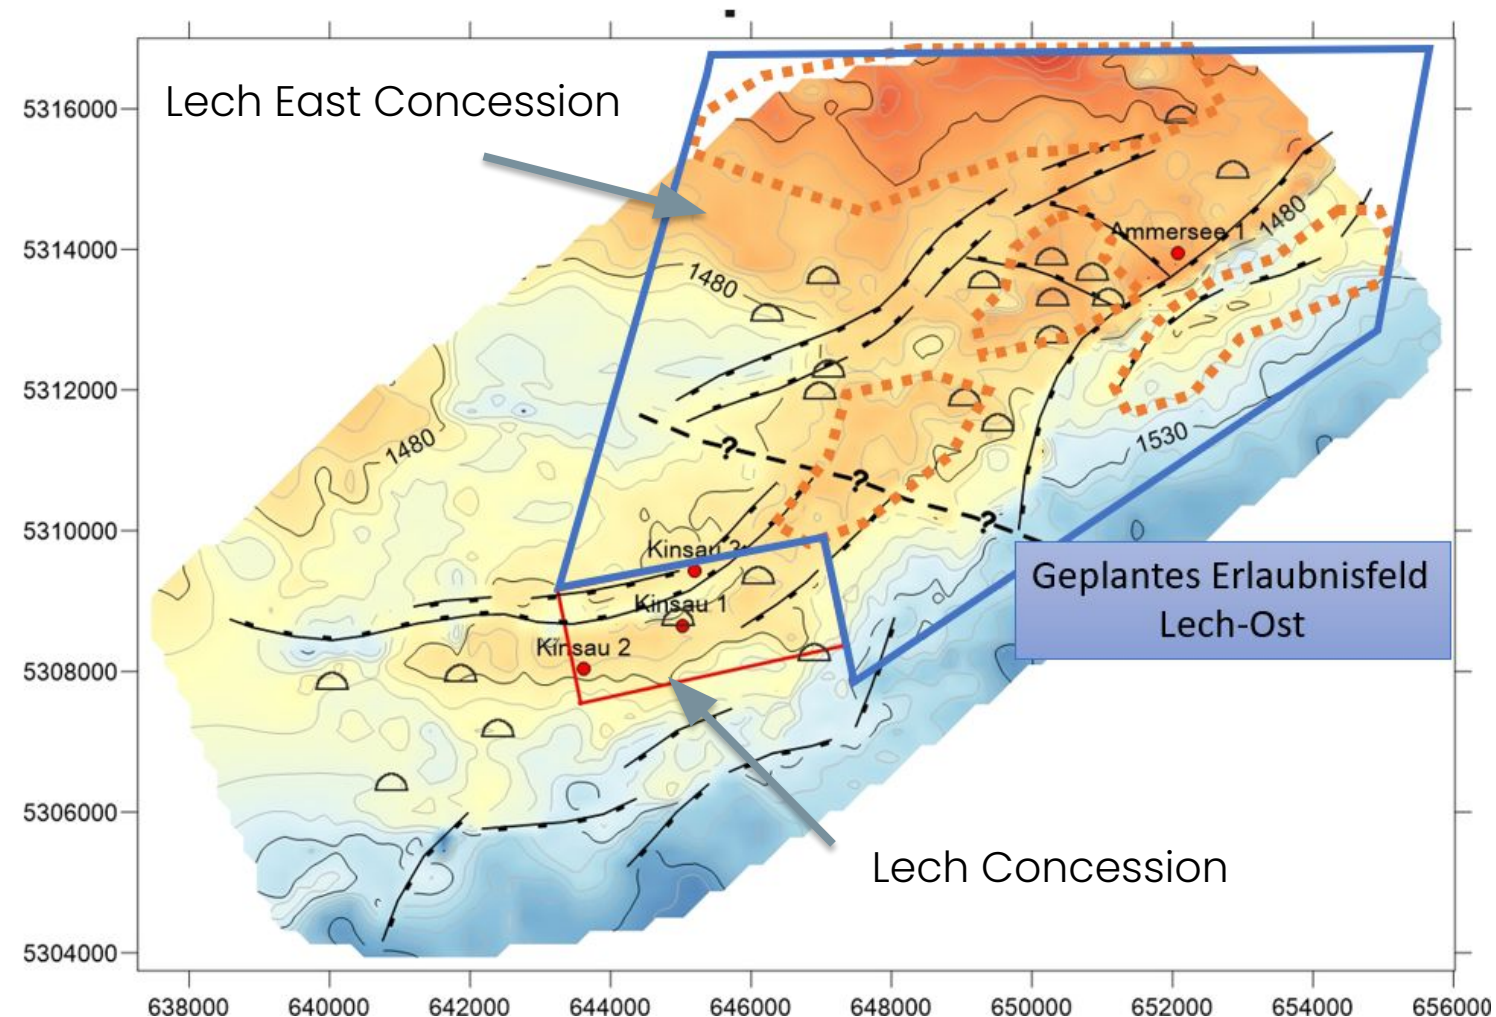 Lech East Concession
5316000
5314000
5312000
5310000
5308000
5306000
5304000
1480
1480
1480
1530
Ammersee 1
?
?
?
Kinsau 3
Kinsau 1
Kinsau 2
Geplantes Erlaubnisfeld
Lech-Ost
Lech Concession
638000 640000 642000 644000 646000 648000 650000 652000 654000 656000